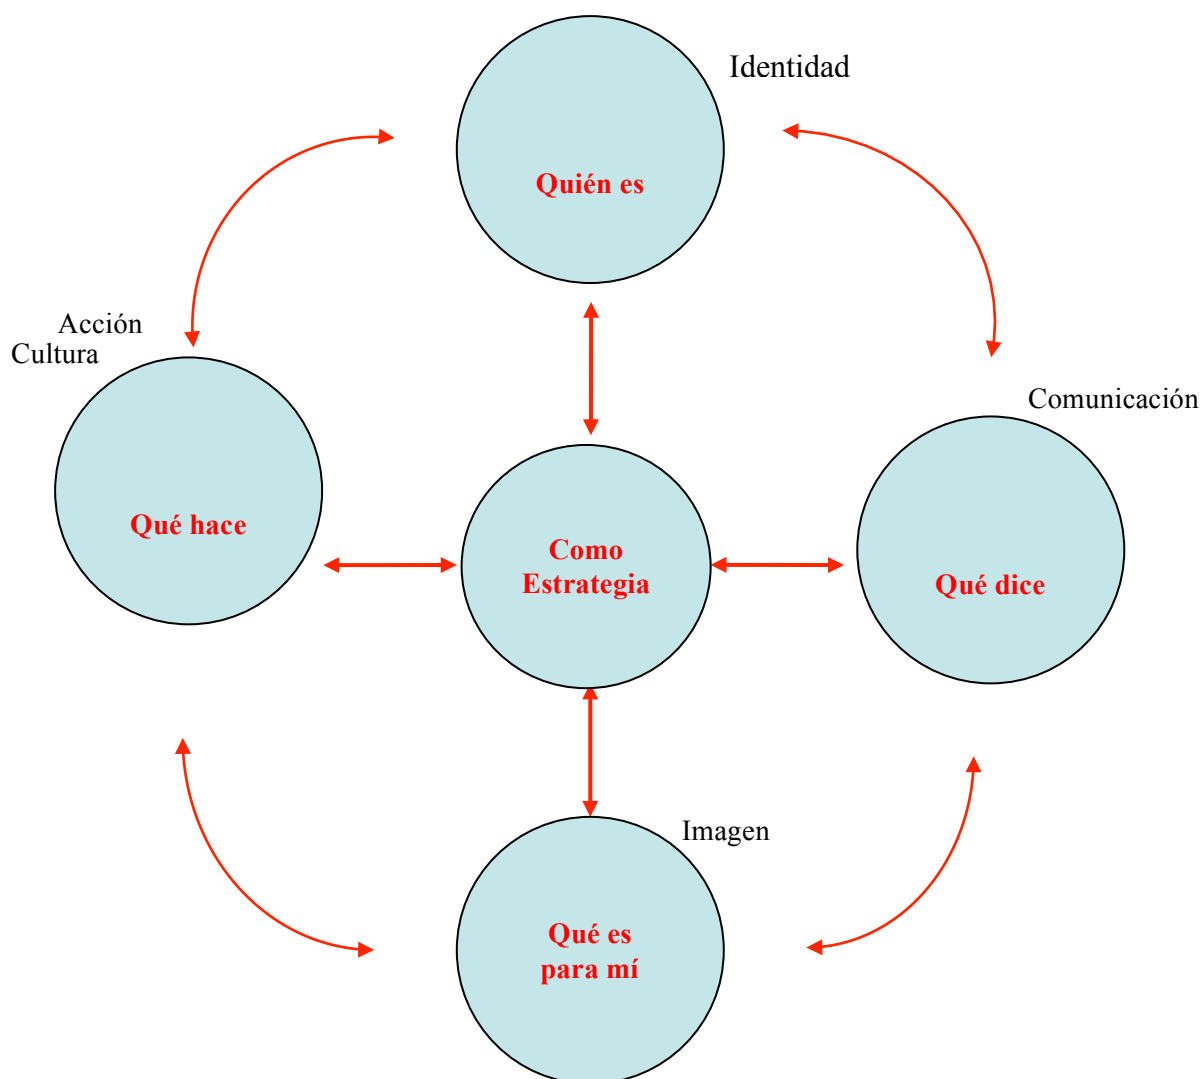 Identidad
Quién es
Acción
Cultura
Comunicación
Qué hace
Como
Estrategia
Qué dice
Imagen
Qué es
para mí